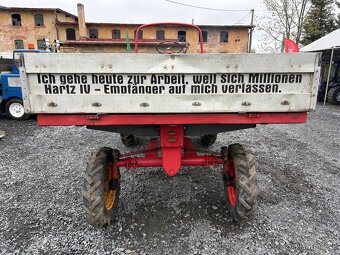 Ich gehe heute zur Arbeit, weil sich Millionen
Hartz IV - Empfänger auf mich verlassen.